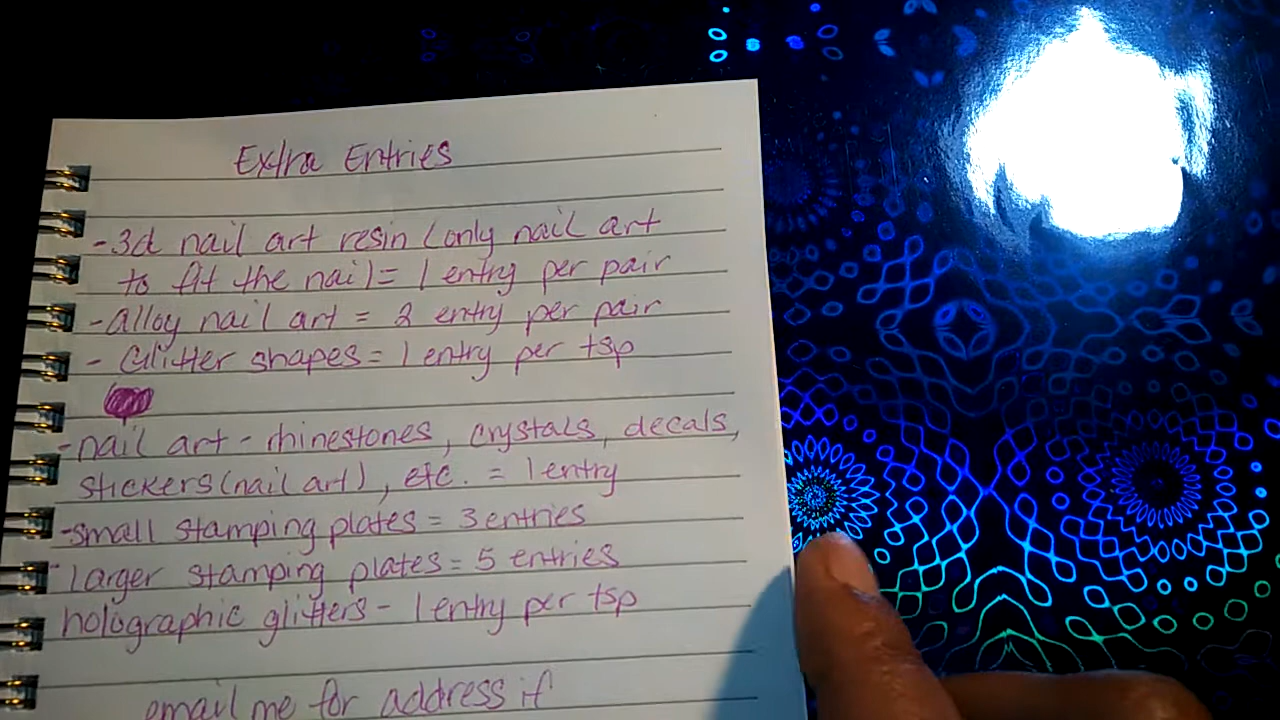 Extra Entries
-3d nail art resin (only nail art
to fit the nail = 1 entry per pair
-alloy nail art = 2 entry per pair
- Glitter shapes = 1 entry per tsp
-nail art - rhinestones, crystals, decals,
stickers (nail art), etc. = 1 entry
-small stamping plates = 3 entries
-larger stamping plates = 5 entries
holographic glitters - 1 entry per tsp
email me for address if